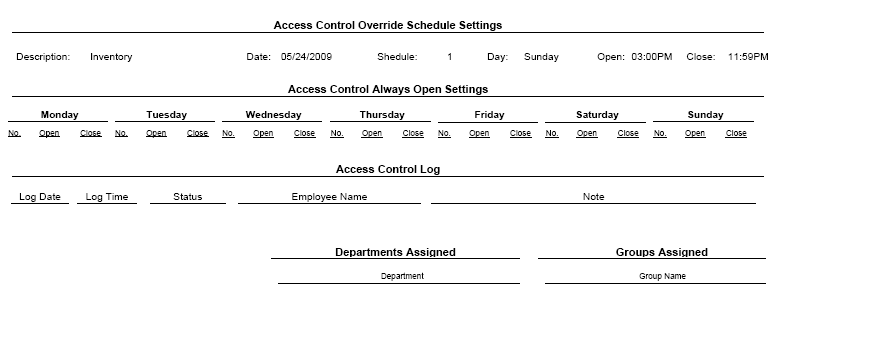 Access Control Override Schedule Settings
Description: Inventory Date: 05/24/2009 Shedule: 1 Day: Sunday Open: 03:00PM Close: 11:59PM
Access Control Always Open Settings
Monday Tuesday Wednesday Thursday Friday Saturday Sunday
No. Open Close No. Open Close No. Open Close No. Open Close No. Open Close No. Open Close No. Open Close
Access Control Log
Log Date Log Time Status Employee Name Note
Departments Assigned Groups Assigned
Department Group Name